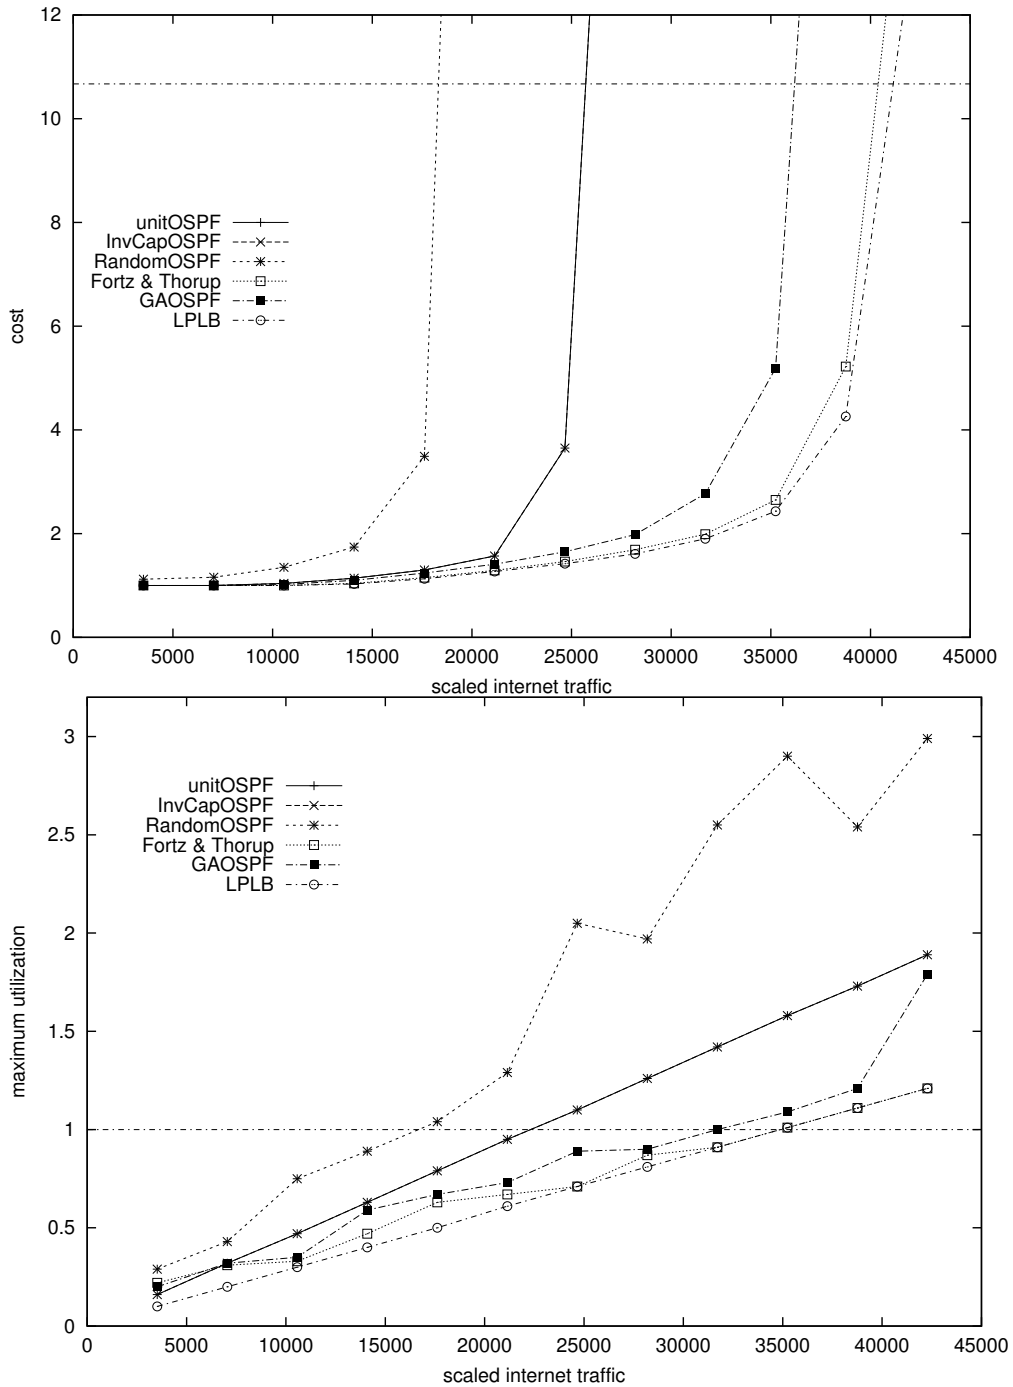 12
10
8
6
4
2
0
cost
unitOSPF
InvCapOSPF
RandomOSPF
Fortz & Thorup
GAOSPF
LPLB
0 5000 10000 15000 20000 25000 30000 35000 40000 45000
scaled internet traffic
3
2.5
2
1.5
1
0.5
0
maximum utilization
unitOSPF
InvCapOSPF
RandomOSPF
Fortz & Thorup
GAOSPF
LPLB
0 5000 10000 15000 20000 25000 30000 35000 40000 45000
scaled internet traffic